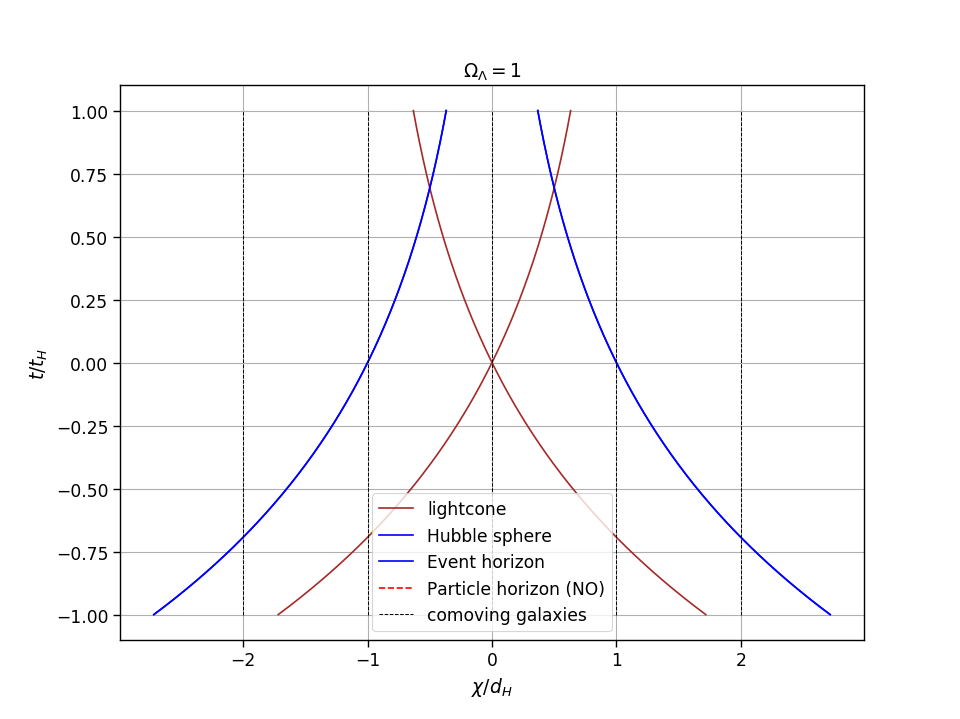 Ω_Λ = 1
1.00
0.75
0.50
0.25
0.00
−0.25
−0.50
−0.75
−1.00
t/t_H
lightcone
Hubble sphere
Event horizon
Particle horizon (NO)
comoving galaxies
−2 −1 0 1 2
χ/d_H